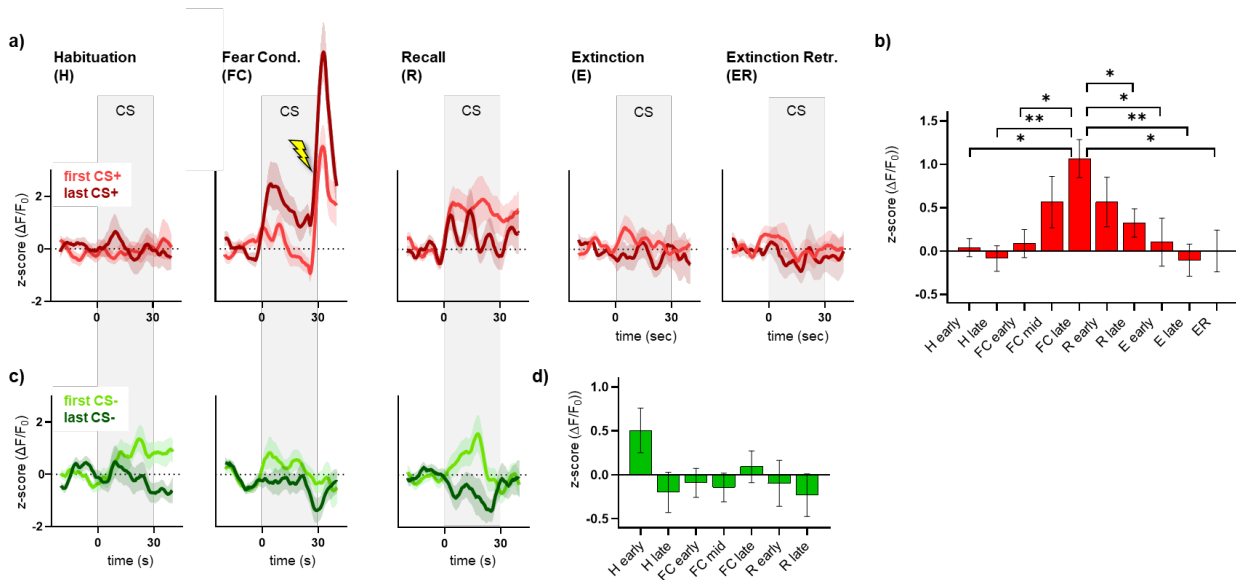 a)
Habituation
(H)
Fear Cond.
(FC)
Recall
(R)
Extinction
(E)
Extinction Retr.
(ER)
CS
CS
CS
CS
CS
first CS+
last CS+
z-score (ΔF/F0)
2
0
-2
0 30
0 30
0 30
0 30
0 30
time (sec)
time (sec)
b)
* * ** * * * ** *
z-score (ΔF/F0))
1.5
1.0
0.5
0.0
-0.5
H early
H late
FC early
FC mid
FC late
R early
R late
E early
E late
ER
c)
first CS-
last CS-
z-score (ΔF/F0)
2
0
-2
0 30
0 30
0 30
time (s)
time (s)
time (s)
d)
z-score (ΔF/F0))
1.0
0.5
0.0
-0.5
H early
H late
FC early
FC mid
FC late
R early
R late